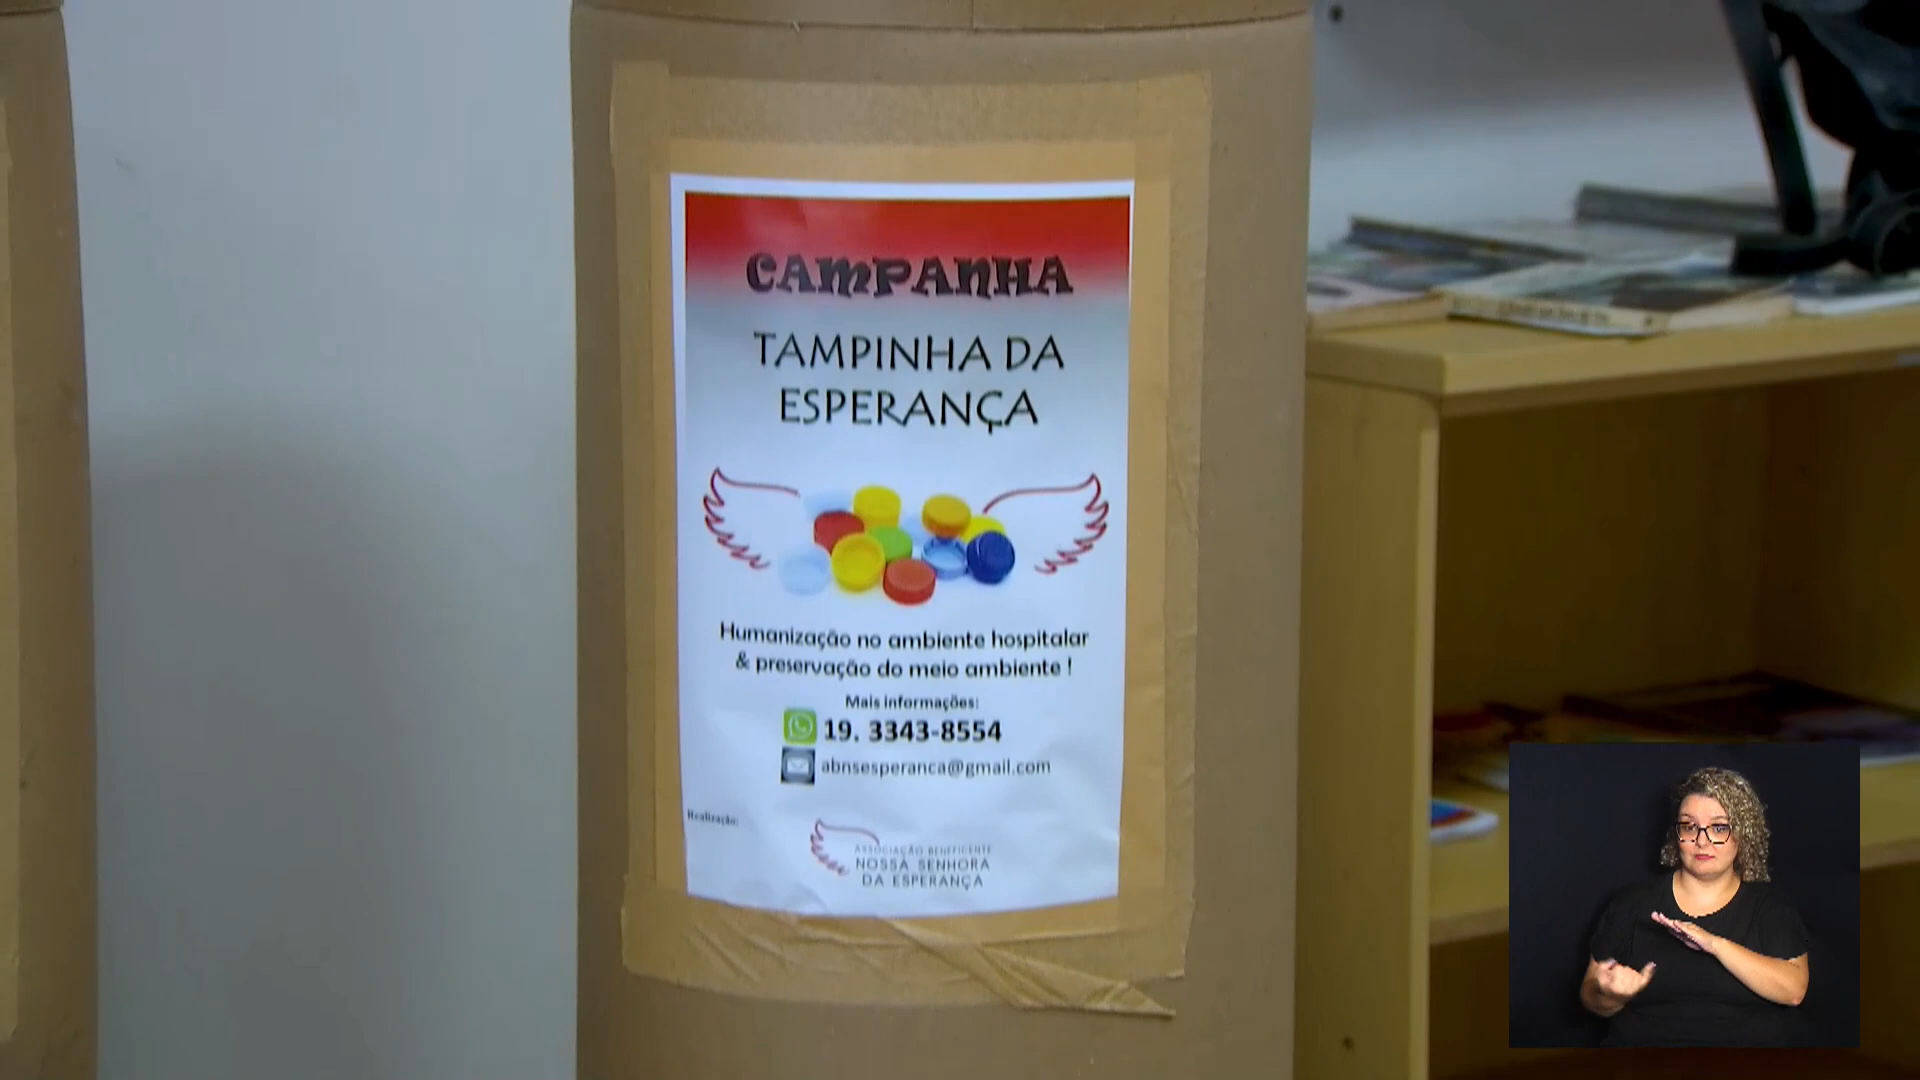 CAMPANHA
TAMPINHA DA
ESPERANÇA
Humanização no ambiente hospitalar
& preservação do meio ambiente !
Mais informações:
19. 3343-8554
abnsesperanca@gmail.com
Realização:
ASSOCIAÇÃO BENEFICENTE
NOSSA SENHORA
DA ESPERANÇA